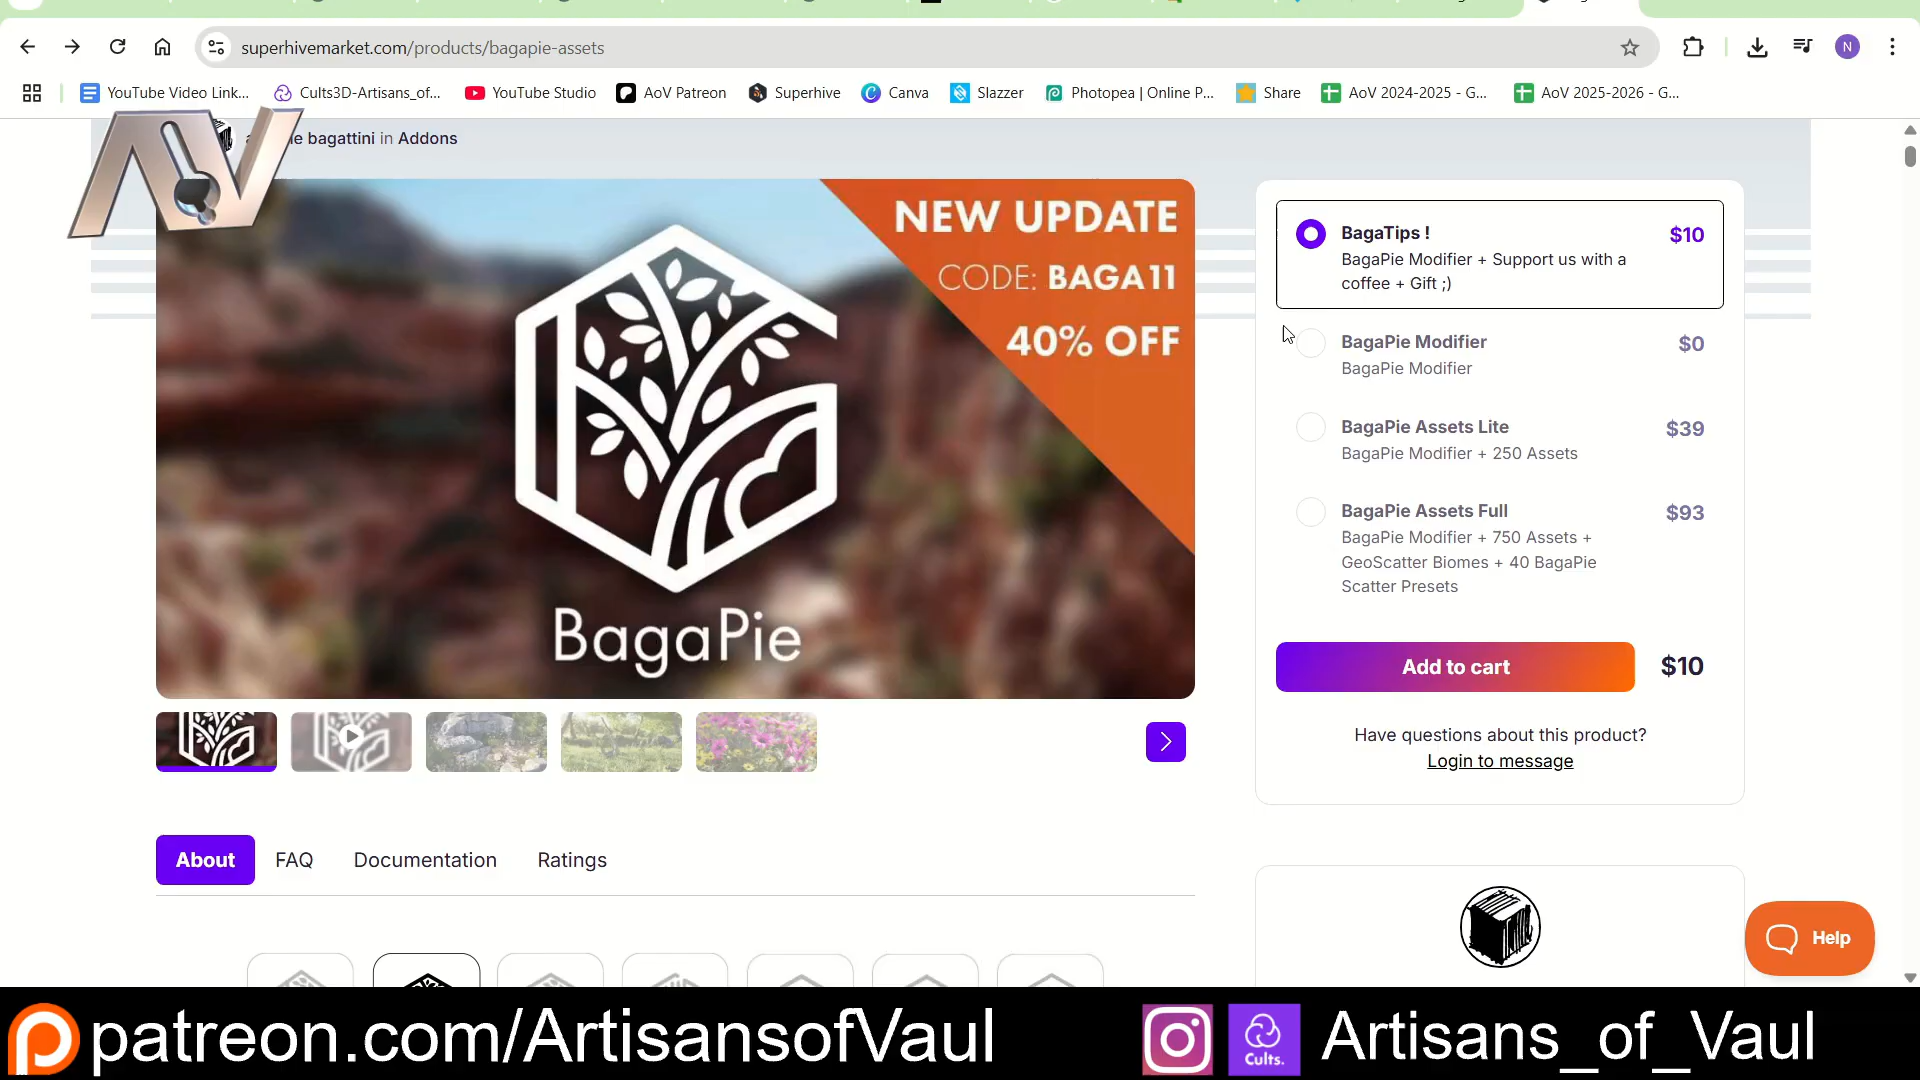 superhivemarket.com/products/bagapie-assets
N
YouTube Video Link...
Cults3D-Artisans_of...
YouTube Studio
AoV Patreon
Superhive
Canva
Slazzer
Photopea | Online P...
Share
AoV 2024-2025 - G...
AoV 2025-2026 - G...
bagattini in Addons
AV
NEW UPDATE
CODE: BAGA11
40% OFF
BagaPie
BagaTips !
$10
BagaPie Modifier + Support us with a
coffee + Gift ;)
BagaPie Modifier
$0
BagaPie Modifier
BagaPie Assets Lite
$39
BagaPie Modifier + 250 Assets
BagaPie Assets Full
$93
BagaPie Modifier + 750 Assets +
GeoScatter Biomes + 40 BagaPie
Scatter Presets
Add to cart
$10
Have questions about this product?
Login to message
About
FAQ
Documentation
Ratings
Help
patreon.com/ArtisansofVaul
Cults.
Artisans_of_Vaul